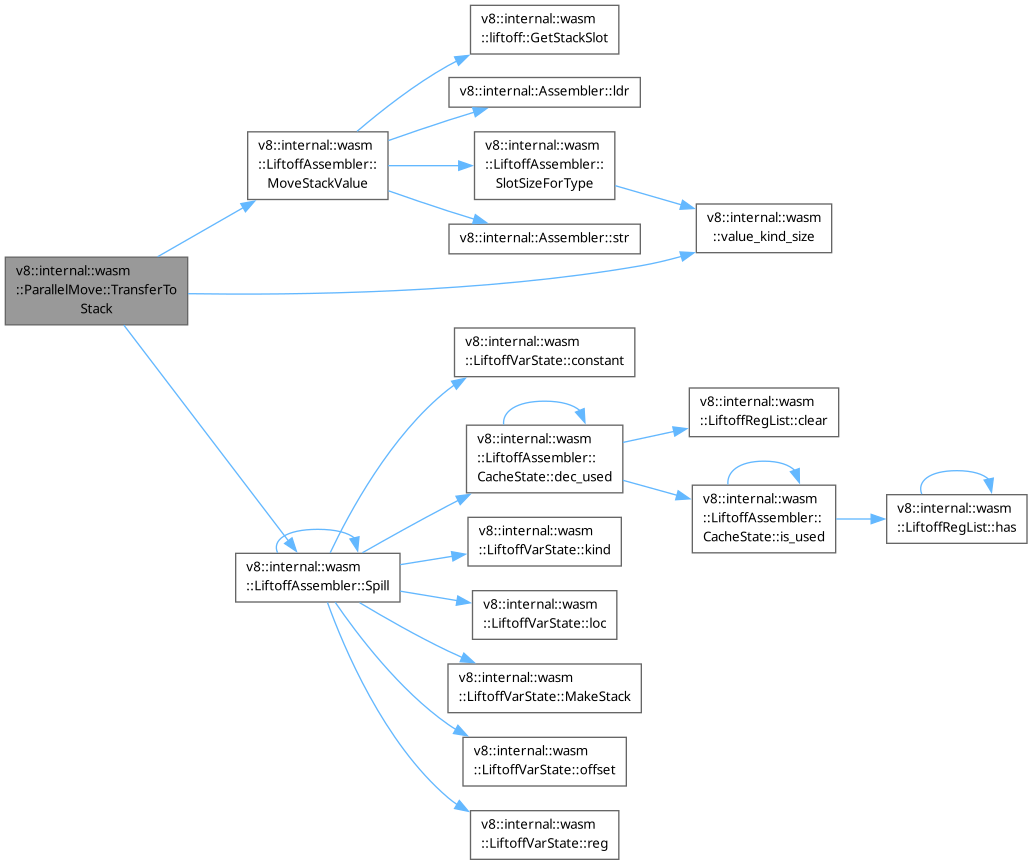 v8::internal::wasm
::liftoff::GetStackSlot
v8::internal::Assembler::ldr
v8::internal::wasm
::LiftoffAssembler::
MoveStackValue
v8::internal::wasm
::LiftoffAssembler::
SlotSizeForType
v8::internal::Assembler::str
v8::internal::wasm
::value_kind_size
v8::internal::wasm
::ParallelMove::TransferTo
Stack
v8::internal::wasm
::LiftoffVarState::constant
v8::internal::wasm
::LiftoffRegList::clear
v8::internal::wasm
::LiftoffAssembler::
CacheState::dec_used
v8::internal::wasm
::LiftoffAssembler::
CacheState::is_used
v8::internal::wasm
::LiftoffRegList::has
v8::internal::wasm
::LiftoffVarState::kind
v8::internal::wasm
::LiftoffAssembler::Spill
v8::internal::wasm
::LiftoffVarState::loc
v8::internal::wasm
::LiftoffVarState::MakeStack
v8::internal::wasm
::LiftoffVarState::offset
v8::internal::wasm
::LiftoffVarState::reg